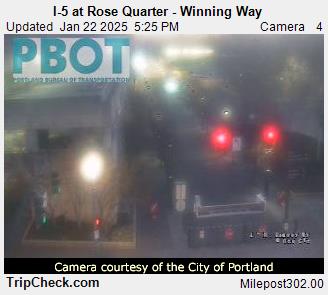 I-5 at Rose Quarter - Winning Way
Updated Jan 22 2025 5:25 PM Camera 4
PBOT
PORTLAND BUREAU OF TRANSPORTATION
Camera courtesy of the City of Portland
TripCheck.com Milepost302.00